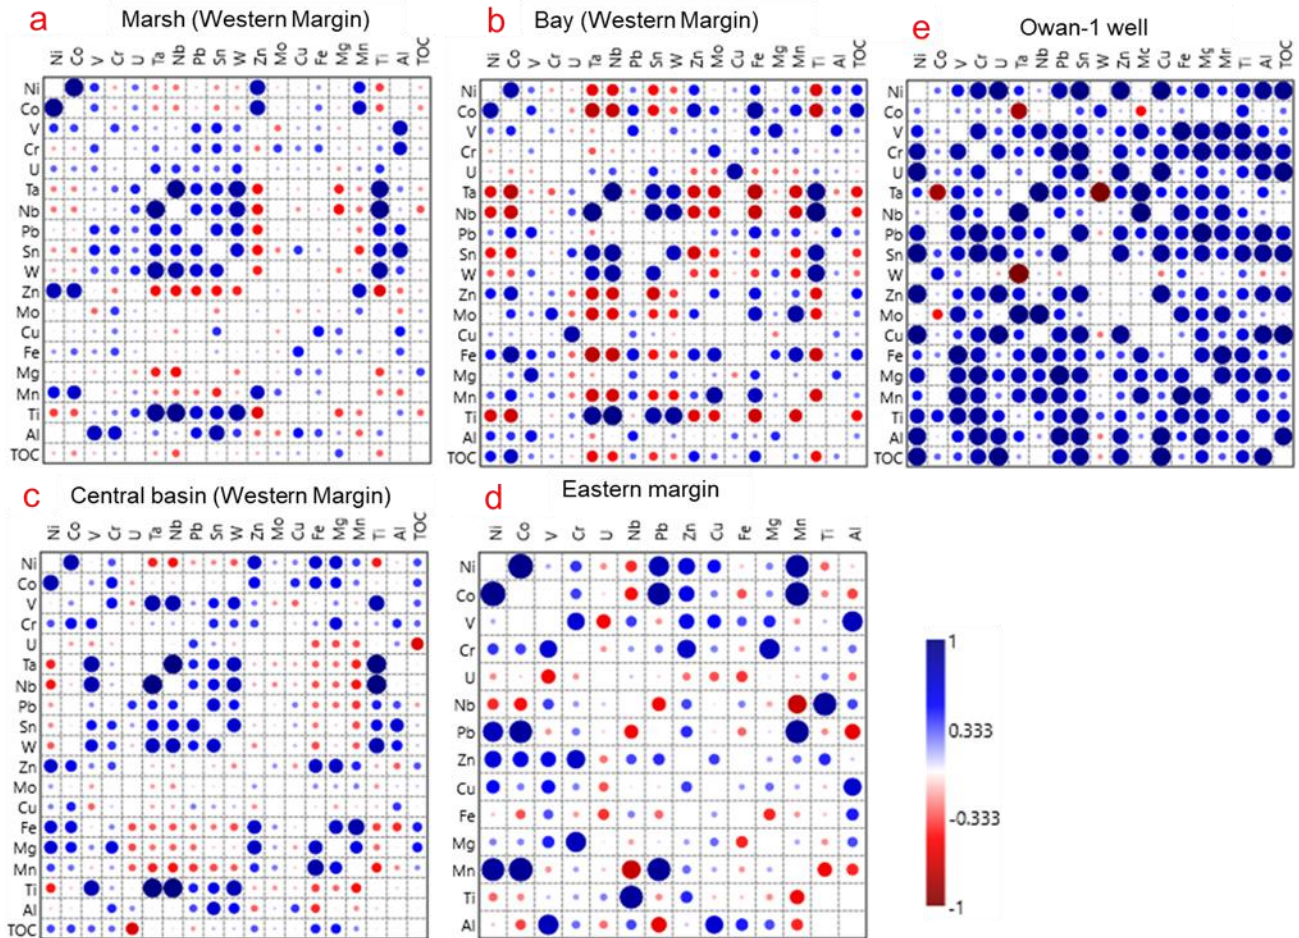 a
Marsh (Western Margin)
Ni Co V Cr U Ta Nb Pb Sn W Zn Mo Cu Fe Mg Mn Ti Al TOC
Ni
Co
V
Cr
U
Ta
Nb
Pb
Sn
W
Zn
Mo
Cu
Fe
Mg
Mn
Ti
Al
TOC
b
Bay (Western Margin)
Ni Co V Cr U Ta Nb Pb Sn W Zn Mo Cu Fe Mg Mn Ti Al TOC
Ni
Co
V
Cr
U
Ta
Nb
Pb
Sn
W
Zn
Mo
Cu
Fe
Mg
Mn
Ti
Al
TOC
e
Owan-1 well
Ni Co V Cr U Ta Nb Pb Sn W Zn Mc Cu Fe Mg Mn Ti Al TOC
Ni
Co
V
Cr
U
Ta
Nb
Pb
Sn
W
Zn
Mo
Cu
Fe
Mg
Mn
Ti
Al
TOC
c
Central basin (Western Margin)
Ni Co V Cr U Ta Nb Pb Sn W Zn Mo Cu Fe Mg Mn Ti Al TOC
Ni
Co
V
Cr
U
Ta
Nb
Pb
Sn
W
Zn
Mo
Cu
Fe
Mg
Mn
Ti
Al
TOC
d
Eastern margin
Ni Co V Cr U Nb Pb Zn Cu Fe Mg Mn Ti Al
Ni
Co
V
Cr
U
Nb
Pb
Zn
Cu
Fe
Mg
Mn
Ti
Al
1
0.333
-0.333
-1